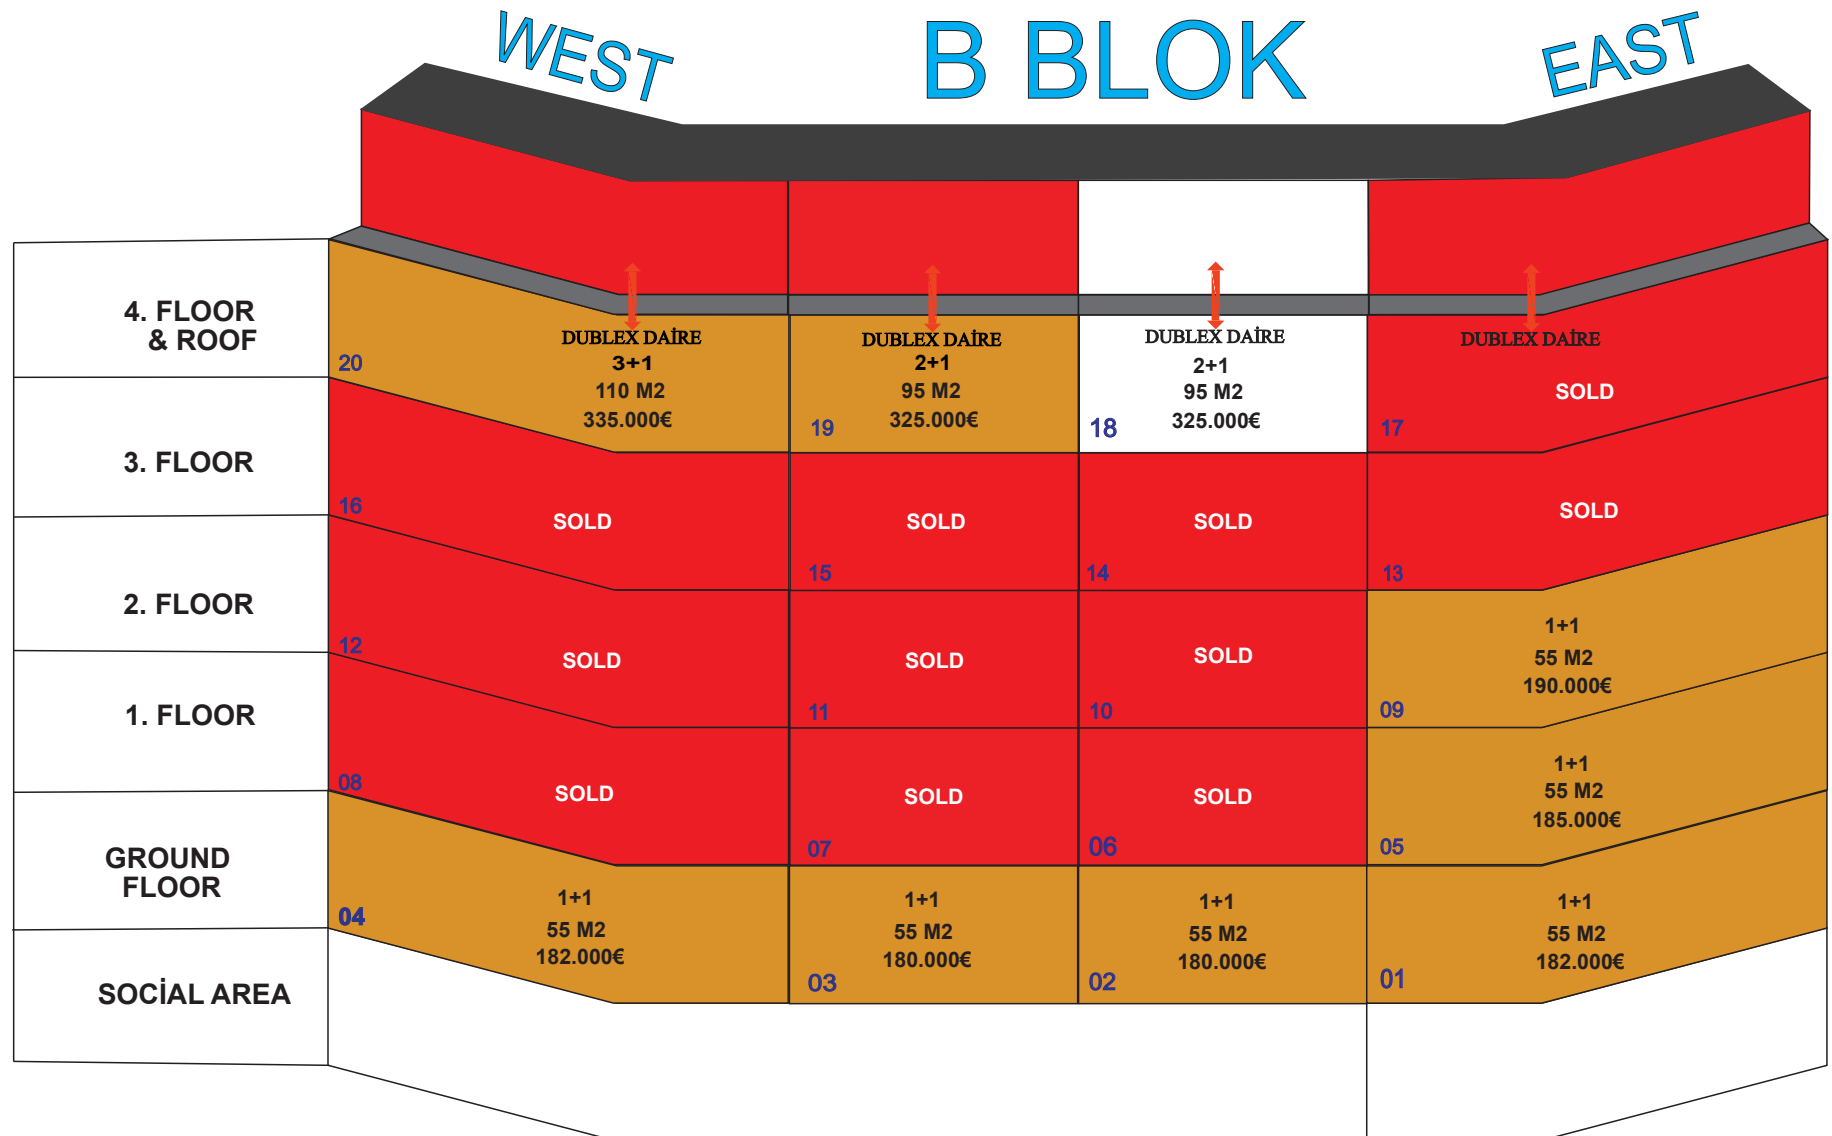 WEST
B BLOK
EAST
4. FLOOR
& ROOF
20
DUBLEX DAİRE
3+1
110 M2
335.000€
19
DUBLEX DAİRE
2+1
95 M2
325.000€
18
DUBLEX DAİRE
2+1
95 M2
325.000€
17
DUBLEX DAİRE
SOLD
3. FLOOR
16
SOLD
15
SOLD
14
SOLD
13
SOLD
2. FLOOR
12
SOLD
11
SOLD
10
SOLD
09
1+1
55 M2
190.000€
1. FLOOR
08
SOLD
07
SOLD
06
SOLD
05
1+1
55 M2
185.000€
GROUND
FLOOR
04
1+1
55 M2
182.000€
03
1+1
55 M2
180.000€
02
1+1
55 M2
180.000€
01
1+1
55 M2
182.000€
SOCİAL AREA